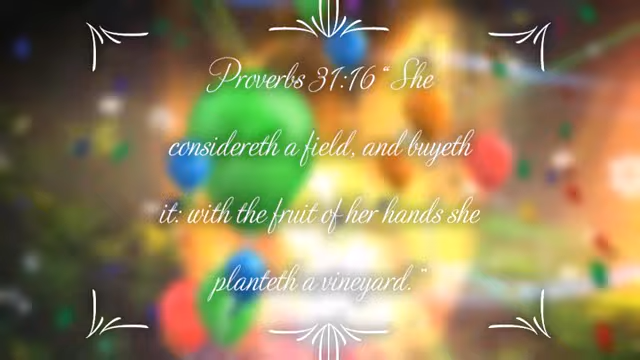 Proverbs 31:16 “She
considereth a field, and buyeth
it: with the fruit of her hands she
planteth a vineyard.”